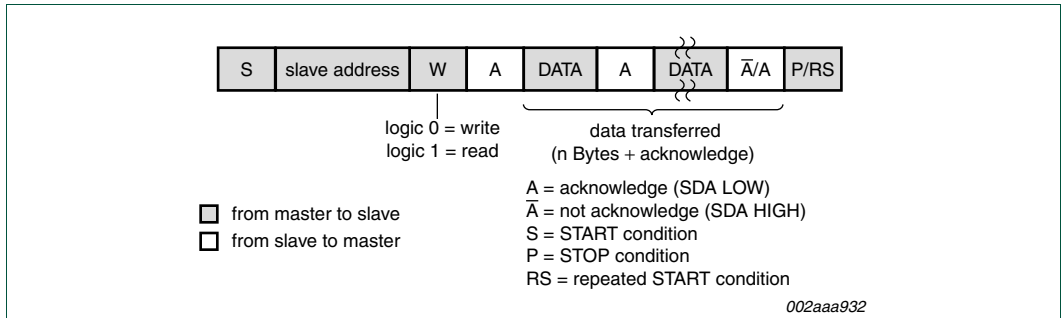 S slave address W A DATA A DATA A̅/A P/RS
logic 0 = write
logic 1 = read
data transferred
(n Bytes + acknowledge)
A = acknowledge (SDA LOW)
A̅ = not acknowledge (SDA HIGH)
S = START condition
P = STOP condition
RS = repeated START condition
from master to slave
from slave to master
002aaa932